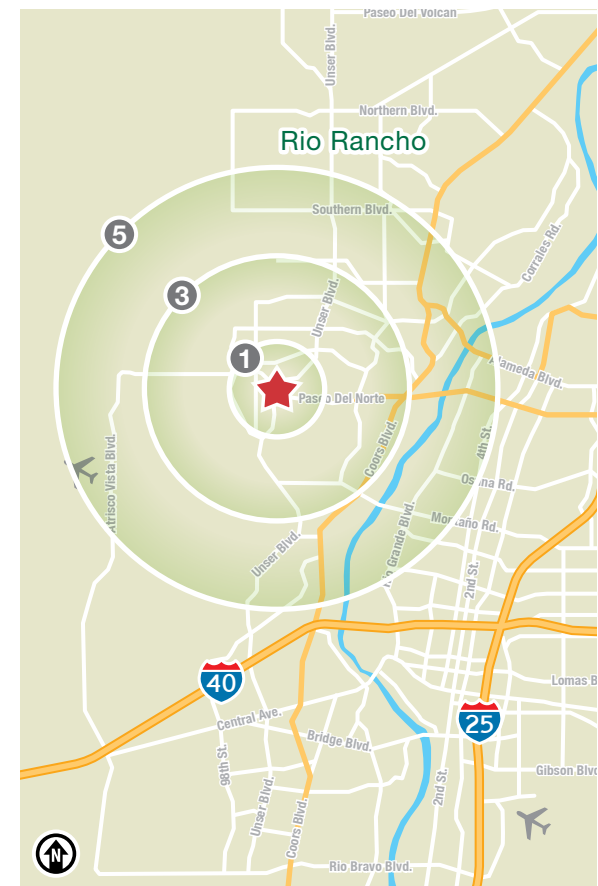 Paseo Del Volcan
Unser Blvd.
Northern Blvd.
Rio Rancho
Southern Blvd.
5
Corrales Rd.
3
Unser Blvd.
1
Alameda Blvd.
Paseo Del Norte
Coors Blvd.
4th St.
Atrisco Vista Blvd.
Osuna Rd.
Montaño Rd.
Rio Grande Blvd.
Unser Blvd.
2nd St.
40
Lomas B
Central Ave.
25
Bridge Blvd.
98th St.
Gibson Blvd
2nd St.
Unser Blvd.
Coors Blvd.
N
Rio Bravo Blvd.